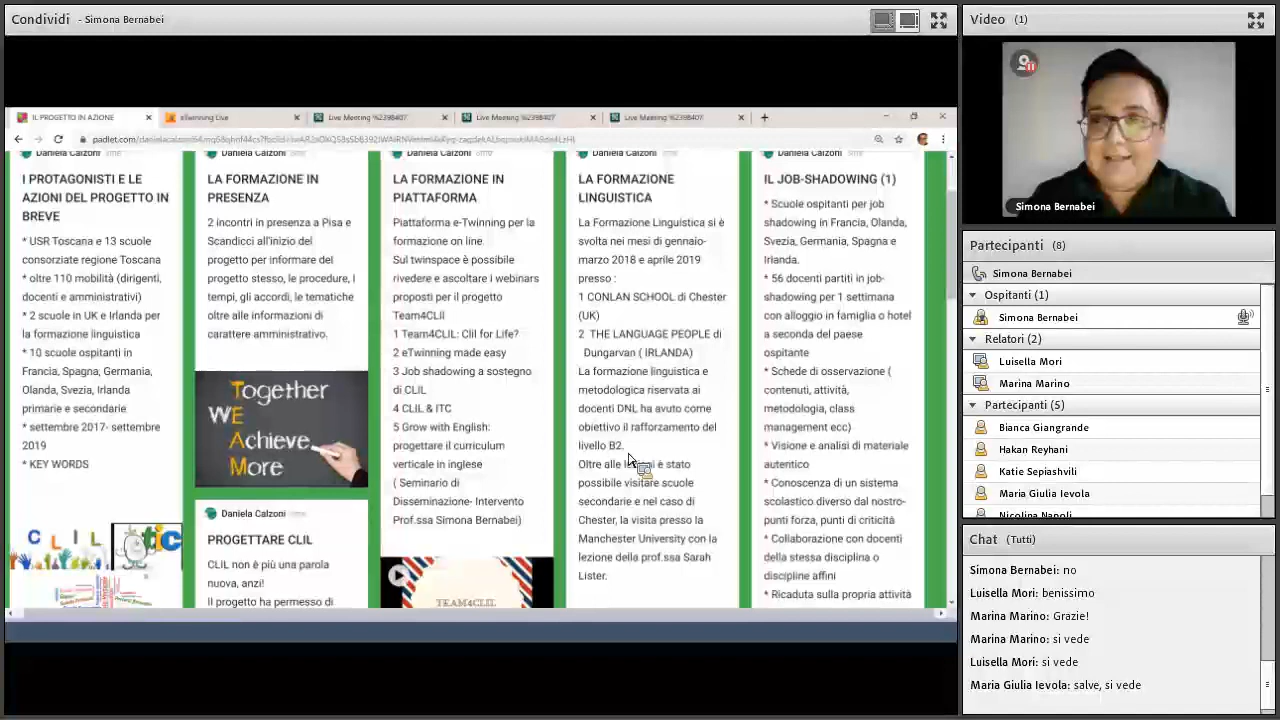 Condividi - Simona Bernabei
IL PROGETTO IN AZIONE
eTwinning Live
Live Meeting %2398407
Live Meeting %2398407
Live Meeting %2398407
Daniela Calzoni
I PROTAGONISTI E LE
AZIONI DEL PROGETTO IN
BREVE
* USR Toscana e 13 scuole
consorziate regione Toscana
* oltre 110 mobilità (dirigenti,
docenti e amministrativi)
* 2 scuole in UK e Irlanda per
la formazione linguistica
* 10 scuole ospitanti in
Francia, Spagna, Germania,
Olanda, Svezia, Irlanda
primarie e secondarie
* settembre 2017- settembre
2019
* KEY WORDS
CLIL
tic
Daniela Calzoni
LA FORMAZIONE IN
PRESENZA
2 incontri in presenza a Pisa e
Scandicci all'inizio del
progetto per informare del
progetto stesso, le procedure, i
tempi, gli accordi, le tematiche
oltre alle informazioni di
carattere amministrativo.
Together
WE
Achieve
More
Daniela Calzoni
PROGETTARE CLIL
CLIL non è più una parola
nuova, anzi!
Il progetto ha permesso di
Daniela Calzoni
LA FORMAZIONE IN
PIATTAFORMA
Piattaforma e-Twinning per la
formazione on line.
Sul twinspace è possibile
rivedere e ascoltare i webinars
proposti per il progetto
Team4CLil
1 Team4CLIL: Clil for Life?
2 eTwinning made easy
3 Job shadowing a sostegno
di CLIL
4 CLIL & ITC
5 Grow with English:
progettare il curriculum
verticale in inglese
( Seminario di
Disseminazione- Intervento
Prof.ssa Simona Bernabei)
TEAM4CLIL
Daniela Calzoni
LA FORMAZIONE
LINGUISTICA
La Formazione Linguistica si è
svolta nei mesi di gennaio-
marzo 2018 e aprile 2019
presso :
1 CONLAN SCHOOL di Chester
(UK)
2 THE LANGUAGE PEOPLE di
Dungarvan ( IRLANDA)
La formazione linguistica e
metodologica riservata ai
docenti DNL ha avuto come
obiettivo il rafforzamento del
livello B2.
Oltre alle è stato
possibile visitare scuole
secondarie e nel caso di
Chester, la visita presso la
Manchester University con la
lezione della prof.ssa Sarah
Lister.
Daniela Calzoni
IL JOB-SHADOWING (1)
* Scuole ospitanti per job
shadowing in Francia, Olanda,
Svezia, Germania, Spagna e
Irlanda.
* 56 docenti partiti in job-
shadowing per 1 settimana
con alloggio in famiglia o hotel
a seconda del paese
ospitante
* Schede di osservazione (
contenuti, attività,
metodologia, class
management ecc)
* Visione e analisi di materiale
autentico
* Conoscenza di un sistema
scolastico diverso dal nostro-
punti forza, punti di criticità
* Collaborazione con docenti
della stessa disciplina o
discipline affini
* Ricaduta sulla propria attività
Video (1)
Simona Bernabei
Partecipanti (8)
Simona Bernabei
Ospitanti (1)
Simona Bernabei
Relatori (2)
Luisella Mori
Marina Marino
Partecipanti (5)
Bianca Giangrande
Hakan Reyhani
Katie Sepiashvili
Maria Giulia Ievola
Nicolina Napoli
Chat (Tutti)
Simona Bernabei: no
Luisella Mori: benissimo
Marina Marino: Grazie!
Marina Marino: si vede
Luisella Mori: si vede
Maria Giulia Ievola: salve, si vede